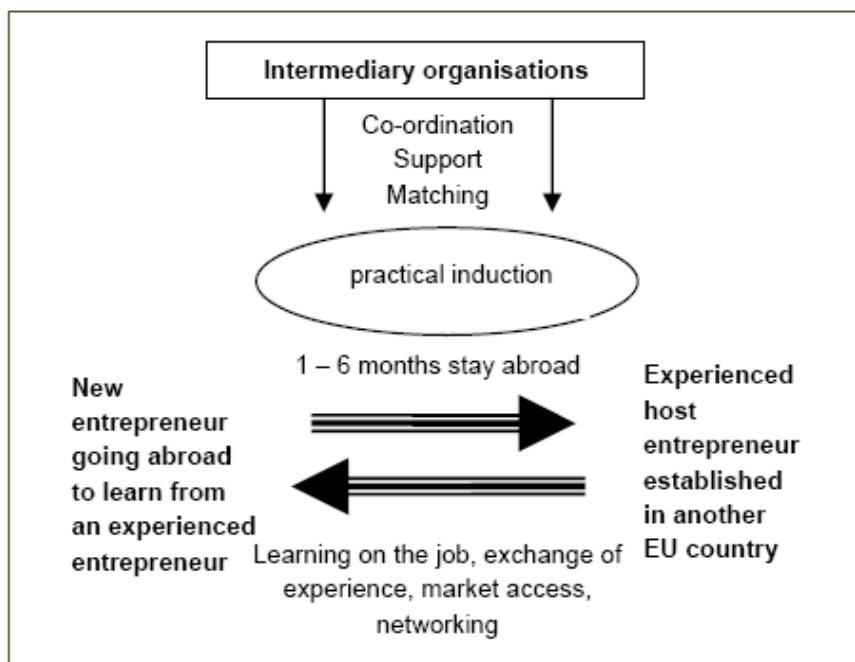 Intermediary organisations
Co-ordination
Support
Matching
practical induction
1 – 6 months stay abroad
New
entrepreneur
going abroad
to learn from
an experienced
entrepreneur
Experienced
host
entrepreneur
established
in another
EU country
Learning on the job, exchange of
experience, market access,
networking